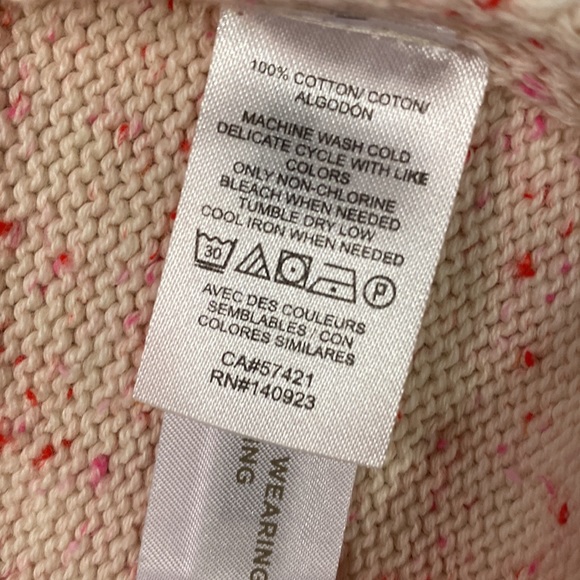 100% COTTON/ COTON/
ALGODÓN
MACHINE WASH COLD
DELICATE CYCLE WITH LIKE
COLORS
ONLY NON-CHLORINE
BLEACH WHEN NEEDED
TUMBLE DRY LOW
COOL IRON WHEN NEEDED
30 P
AVEC DES COULEURS
SEMBLABLES / CON
COLORES SIMILARES
CA#57421
RN#140923
WEARING